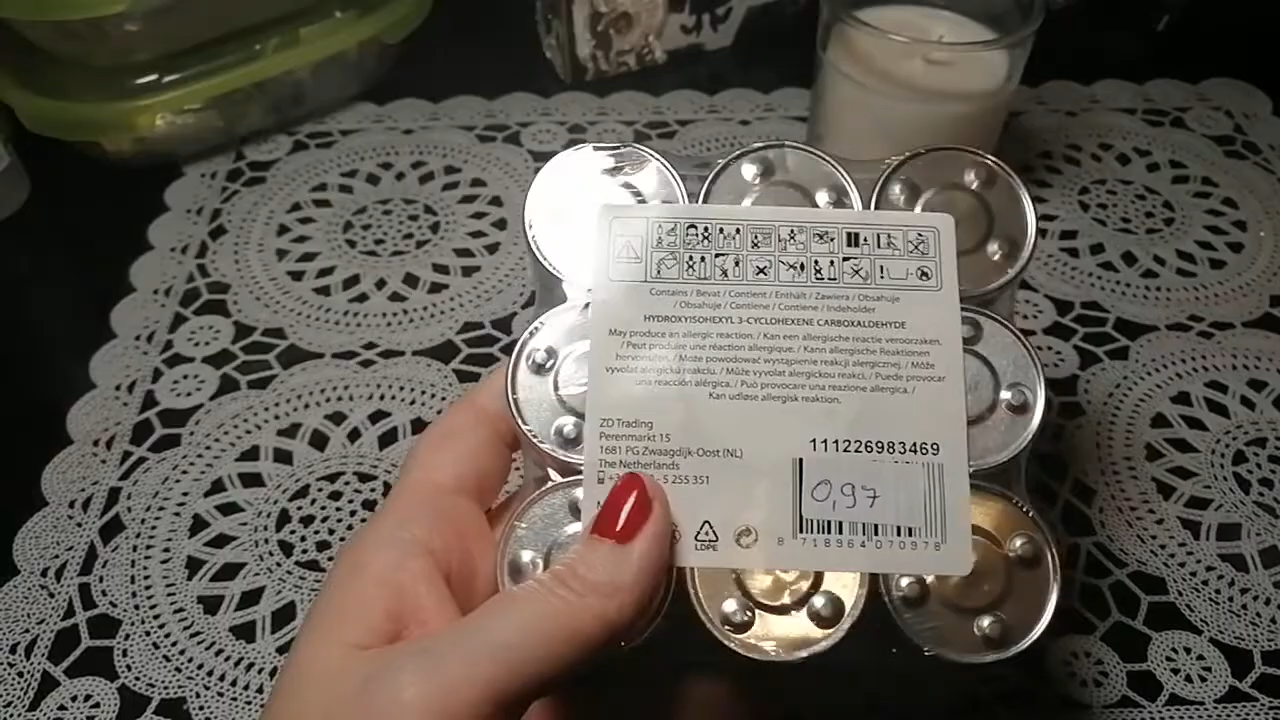 Contains / Bevat / Contient / Enthält / Zawiera / Obsahuje
/ Obsahuje / Contiene / Contiene / Indeholder
HYDROXYISOHEXYL 3-CYCLOHEXENE CARBOXALDEHYDE
May produce an allergic reaction. / Kan een allergische reactie veroorzaken.
/ Peut produire une réaction allergique. / Kann allergische Reaktionen
hervorrufen. / Może powodować wystąpienie reakcji alergicznej. / Môže
vyvolať alergickú reakciu. / Může vyvolat alergickou reakci. / Puede provocar
una reacción alérgica. / Può provocare una reazione allergica. /
Kan udløse allergisk reaktion.
ZD Trading
Perenmarkt 15
1681 PG Zwaagdijk-Oost (NL)
The Netherlands
5 255 351
111226983469
0,97
8 718964 070978
4
LDPE